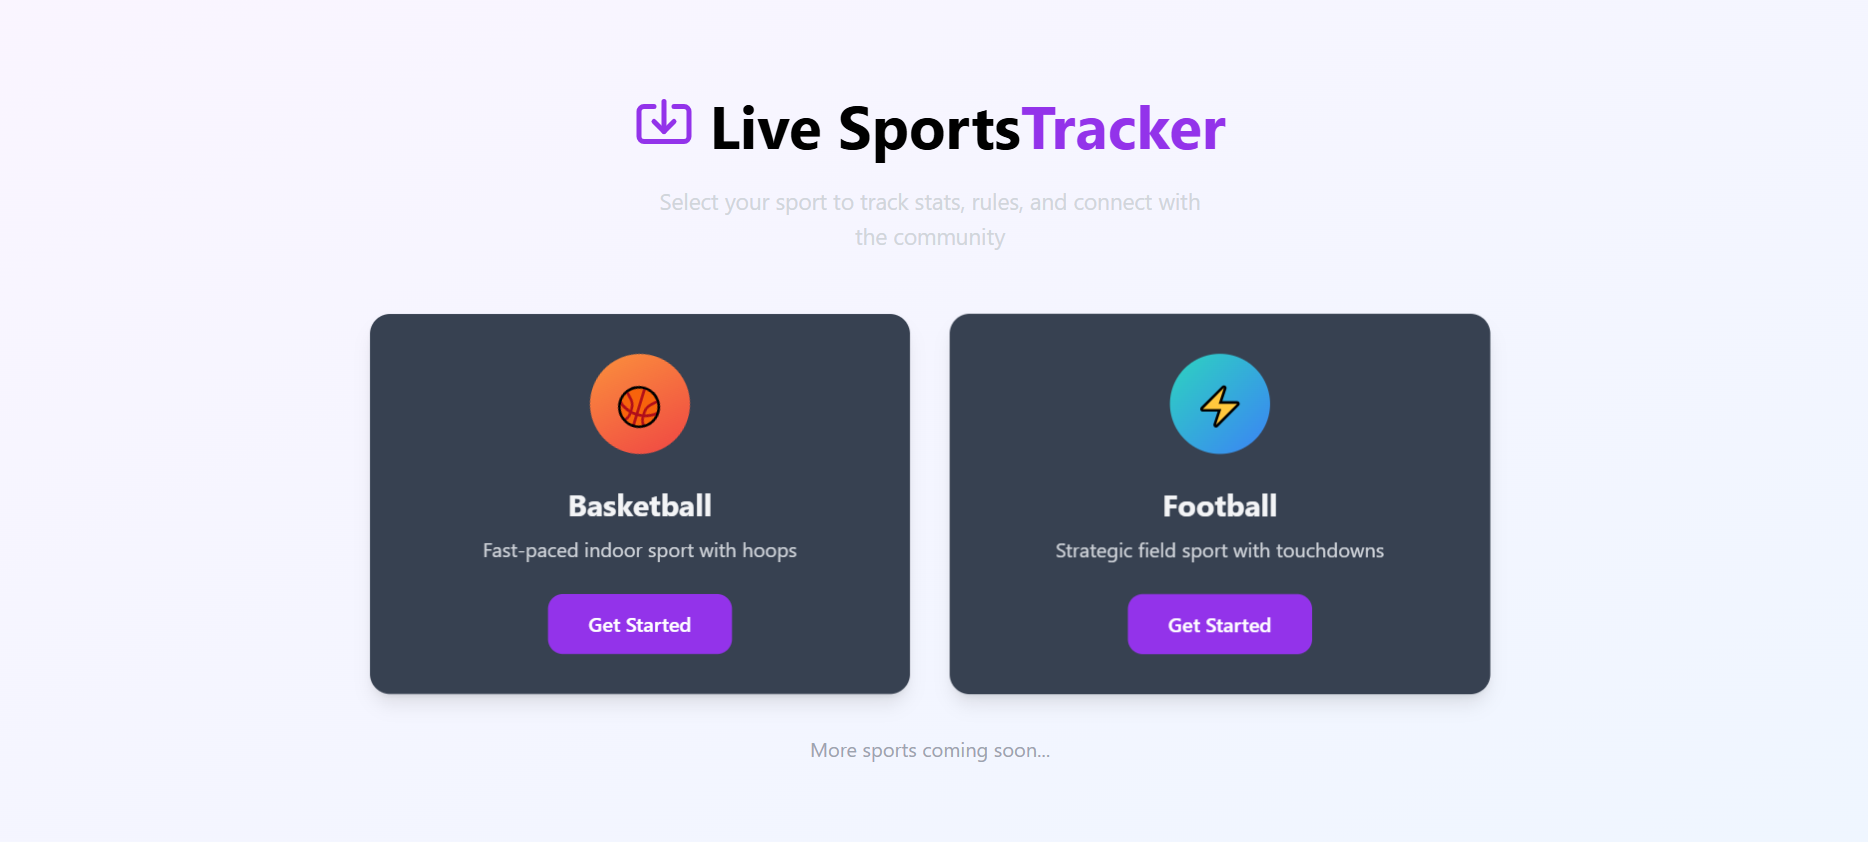 Live SportsTracker
Select your sport to track stats, rules, and connect with
the community
Basketball
Fast-paced indoor sport with hoops
Get Started
Football
Strategic field sport with touchdowns
Get Started
More sports coming soon...